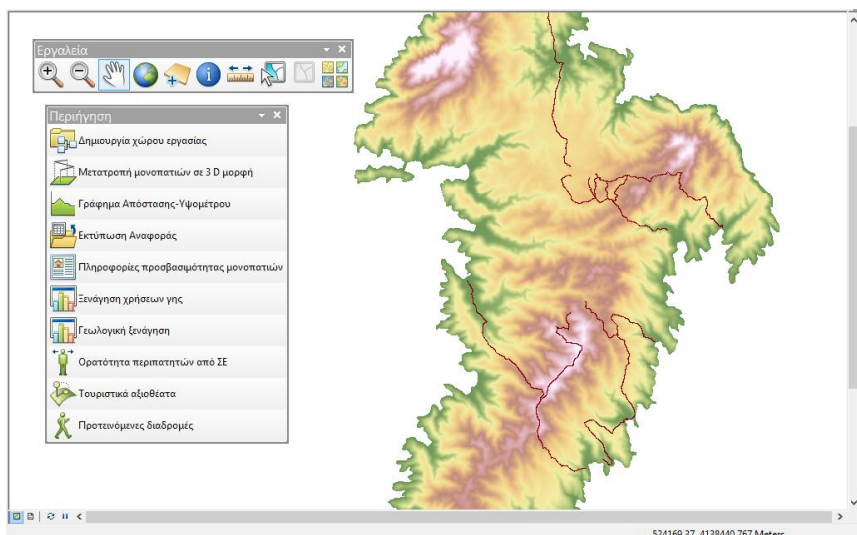 Εργαλεία
Περιήγηση
Δημιουργία χώρου εργασίας
Μετατροπή μονοπατιών σε 3 D μορφή
Γράφημα Απόστασης-Υψομέτρου
Εκτύπωση Αναφοράς
Πληροφορίες προσβασιμότητας μονοπατιών
Ξενάγηση χρήσεων γης
Γεωλογική ξενάγηση
Ορατότητα περιπατητών από ΣΕ
Τουριστικά αξιοθέατα
Προτεινόμενες διαδρομές
524169,37 4138440,767 Meters